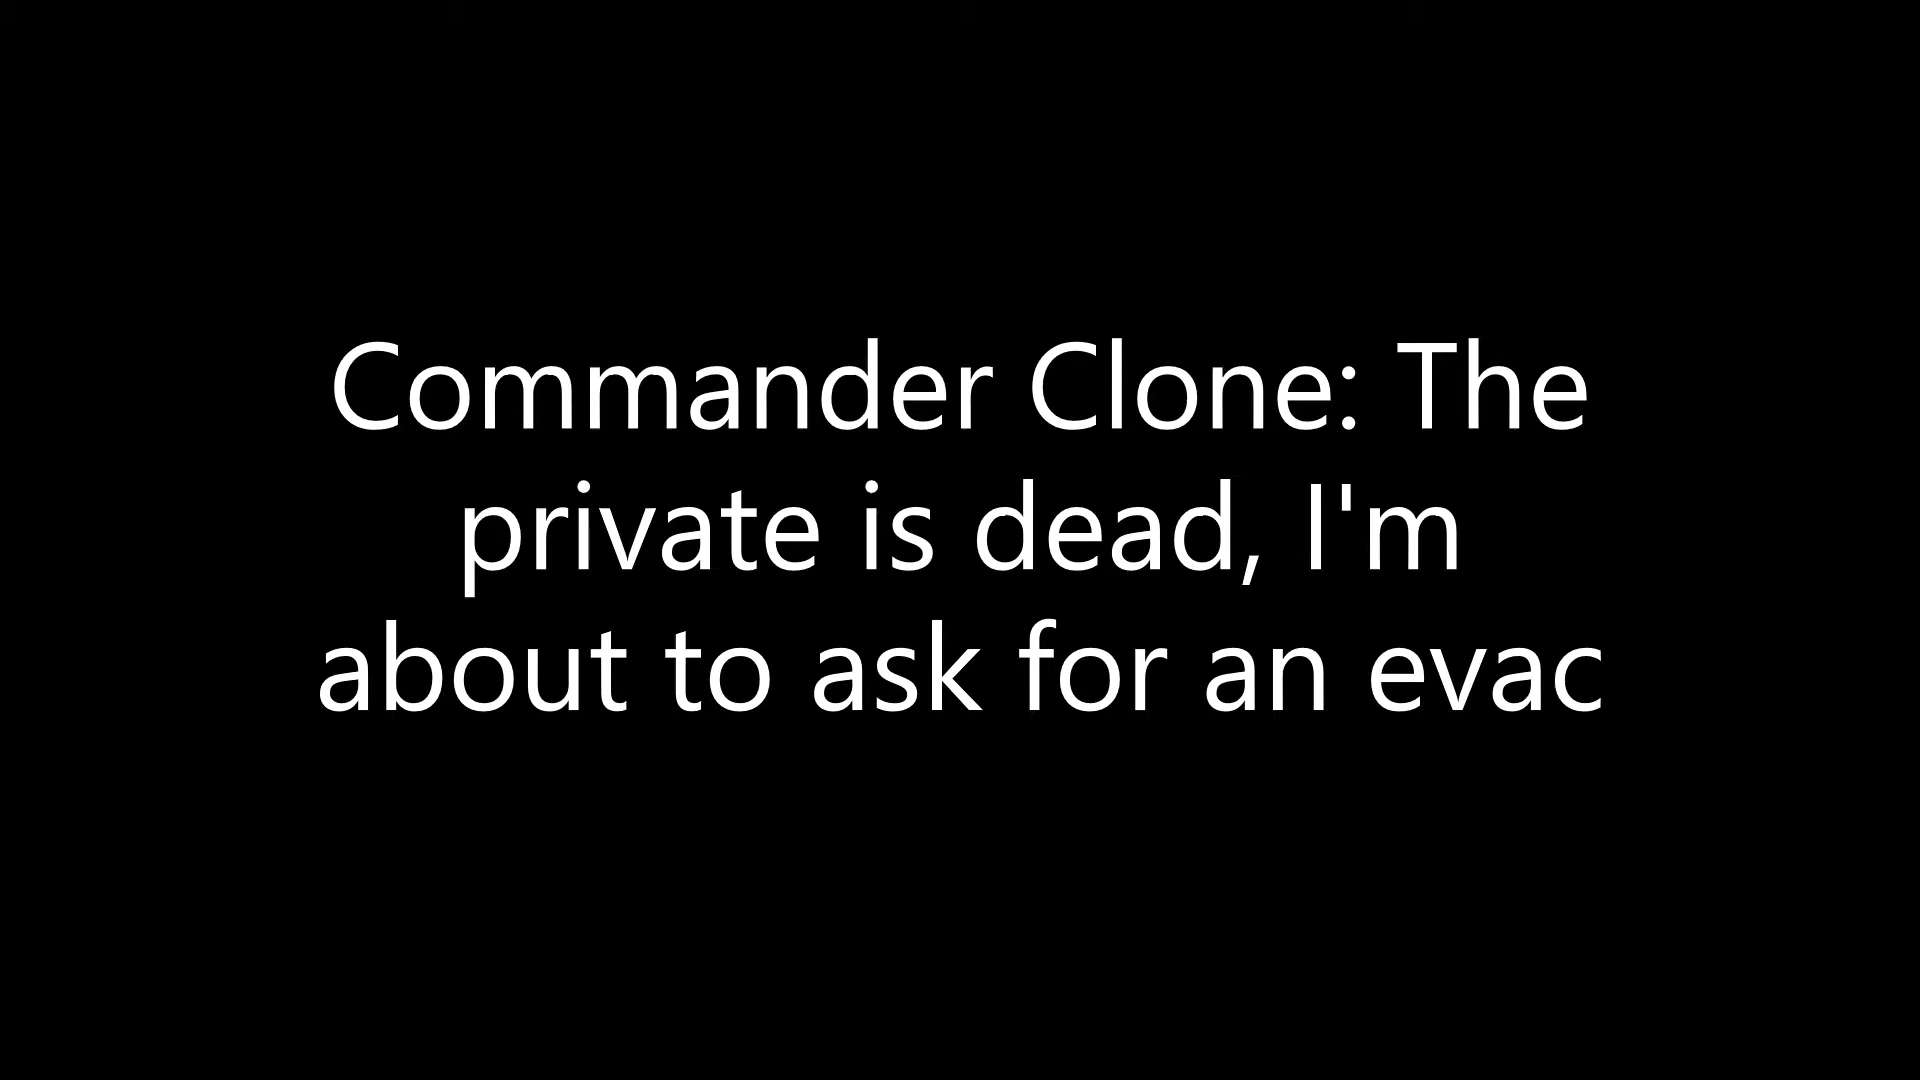 Commander Clone: The
private is dead, I'm
about to ask for an evac